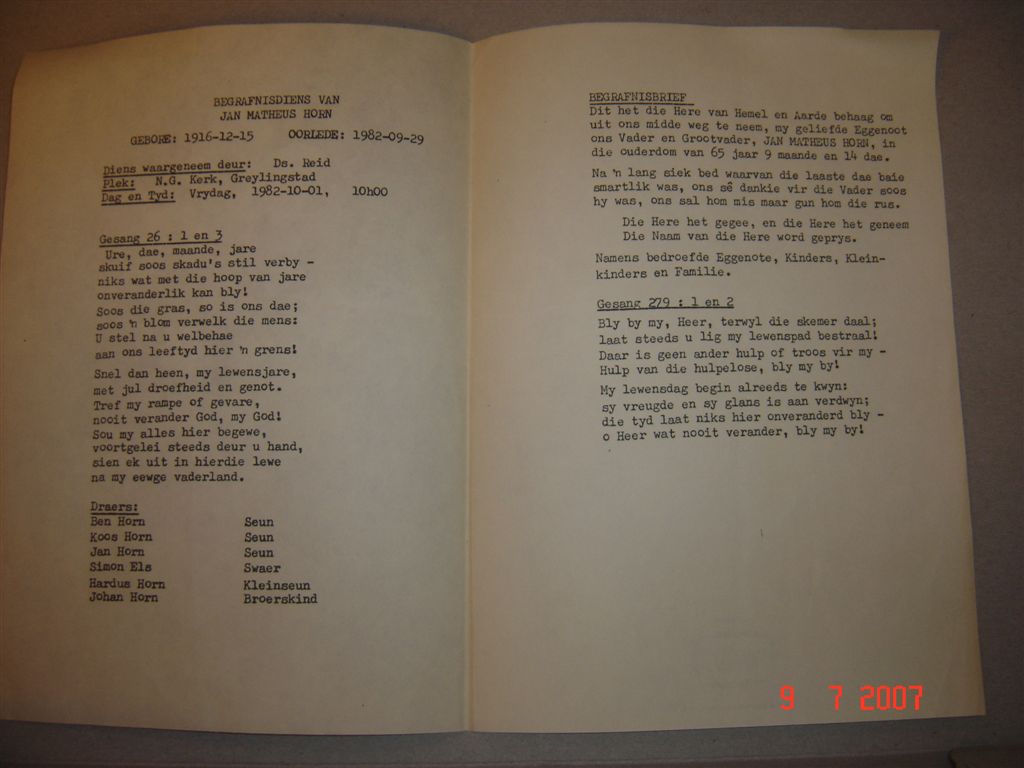 BEGRAFNISDIENS VAN
JAN MATHEUS HORN
GEBORE: 1916-12-15 OORLEDE: 1982-09-29
Diens waargeneem deur: Ds. Reid
Plek: N.G. Kerk, Greylingstad
Dag en Tyd: Vrydag, 1982-10-01, 10h00
Gesang 26 : 1 en 3
Ure, dae, maande, jare
skuif soos skadu's stil verby -
niks wat met die hoop van jare
onveranderlik kan bly!
Soos die gras, so is ons dae;
soos 'n blom verwelk die mens:
U stel na u welbehae
aan ons leeftyd hier 'n grens!
Snel dan heen, my lewensjare,
met jul droefheid en genot.
Tref my rampe of gevare,
nooit verander God, my God!
Sou my alles hier begewe,
voortgelei steeds deur u hand,
sien ek uit in hierdie lewe
na my eewge vaderland.
Draers:
Ben Horn Seun
Koos Horn Seun
Jan Horn Seun
Simon Els Swaer
Hardus Horn Kleinseun
Johan Horn Broerskind
BEGRAFNISBRIEF
Dit het die Here van Hemel en Aarde behaag om
uit ons midde weg te neem, my geliefde Eggenoot
ons Vader en Grootvader, JAN MATHEUS HORN, in
die ouderdom van 65 jaar 9 maande en 14 dae.
Na 'n lang siek bed waarvan die laaste dae baie
smartlik was, ons sê dankie vir die Vader soos
hy was, ons sal hom mis maar gun hom die rus.
Die Here het gegee, en die Here het geneem
Die Naam van die Here word geprys.
Namens bedroefde Eggenote, Kinders, Klein-
kinders en Familie.
Gesang 279 : 1 en 2
Bly by my, Heer, terwyl die skemer daal;
laat steeds u lig my lewenspad bestraal!
Daar is geen ander hulp of troos vir my -
Hulp van die hulpelose, bly my by!
My lewensdag begin alreeds te kwyn:
sy vreugde en sy glans is aan verdwyn;
die tyd laat niks hier onveranderd bly -
o Heer wat nooit verander, bly my by!
9 7 2007